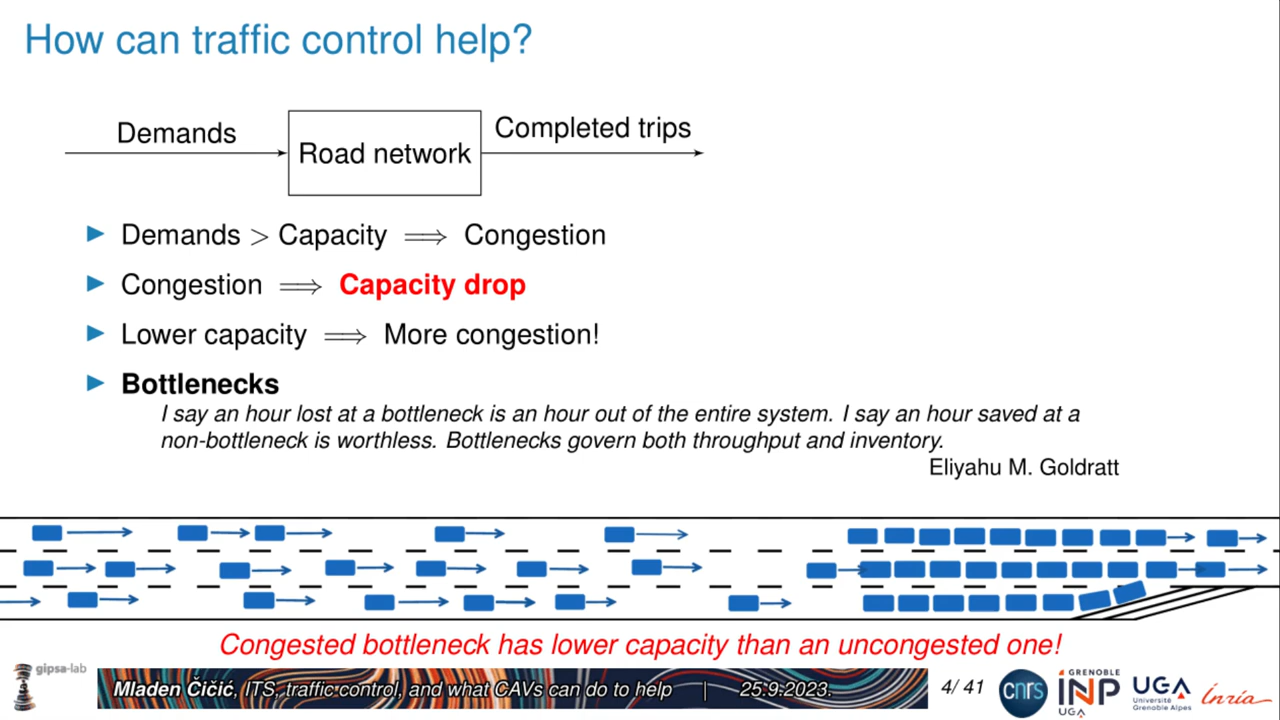 How can traffic control help?
Demands
Road network
Completed trips
Demands > Capacity ⟹ Congestion
Congestion ⟹ Capacity drop
Lower capacity ⟹ More congestion!
Bottlenecks
I say an hour lost at a bottleneck is an hour out of the entire system. I say an hour saved at a
non-bottleneck is worthless. Bottlenecks govern both throughput and inventory.
Eliyahu M. Goldratt
Congested bottleneck has lower capacity than an uncongested one!
gipsa-lab
Mladen Čičić, ITS, traffic control, and what CAVs can do to help | 25.9.2023.
4/ 41
cnrs
GRENOBLE
INP
UGA
UGA
Université
Grenoble Alpes
Inria